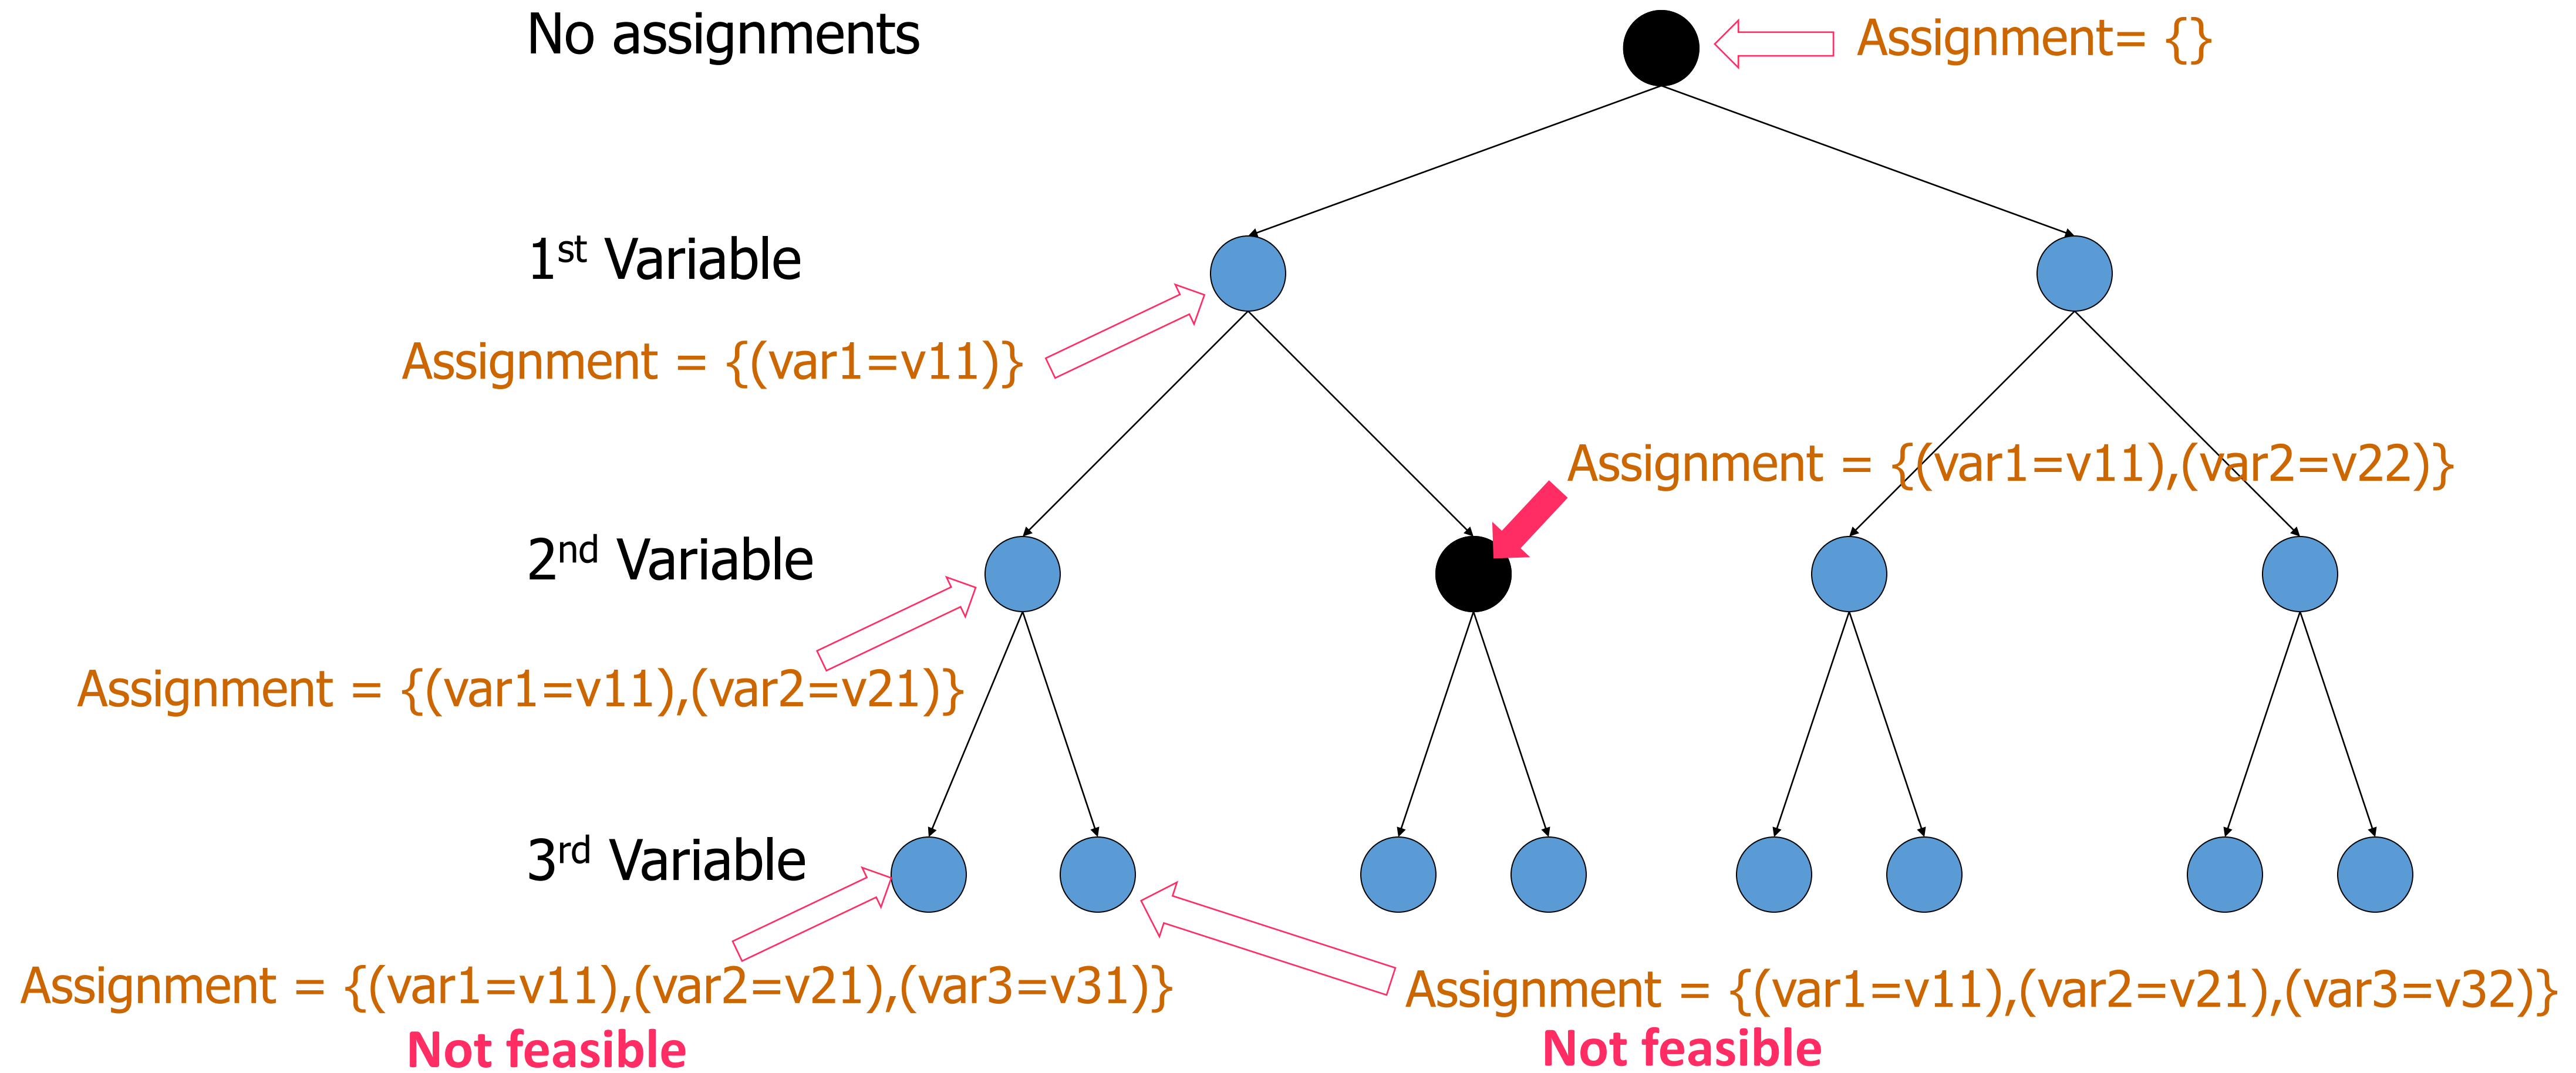 No assignments
Assignment= {}
1st Variable
Assignment = {(var1=v11)}
Assignment = {(var1=v11),(var2=v22)}
2nd Variable
Assignment = {(var1=v11),(var2=v21)}
3rd Variable
Assignment = {(var1=v11),(var2=v21),(var3=v31)}
Not feasible
Assignment = {(var1=v11),(var2=v21),(var3=v32)}
Not feasible